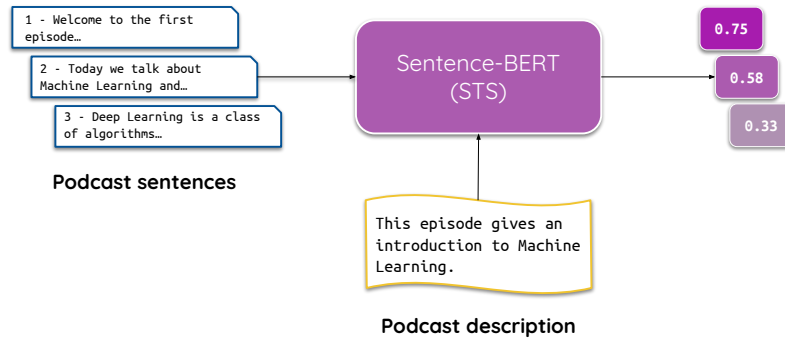 1 - Welcome to the first
episode…
2 - Today we talk about
Machine Learning and…
3 - Deep Learning is a class
of algorithms…
Podcast sentences
Sentence-BERT
(STS)
0.75
0.58
0.33
This episode gives an
introduction to Machine
Learning.
Podcast description